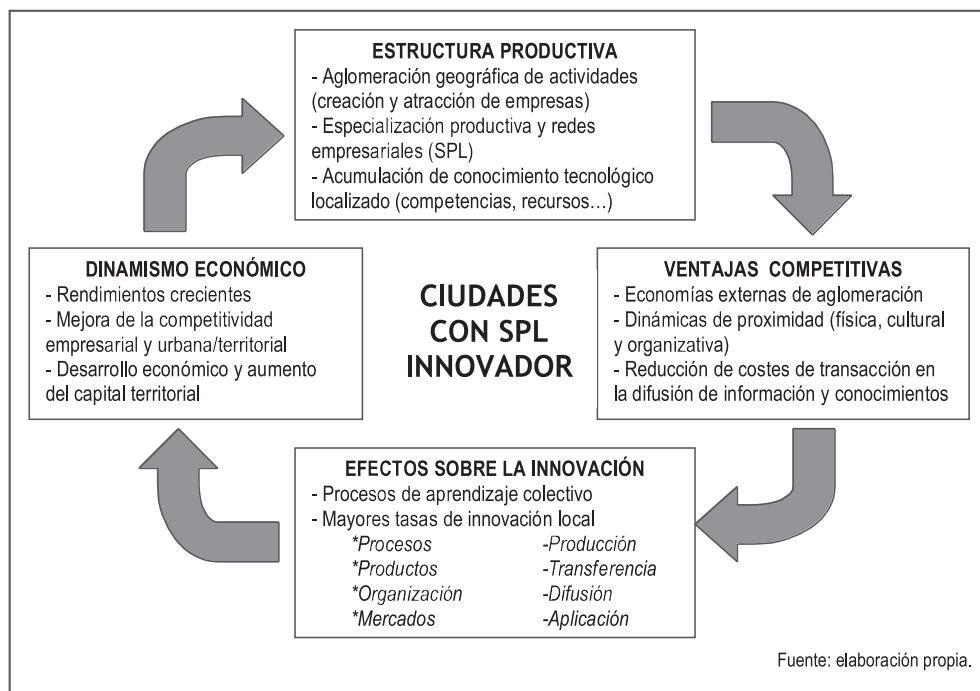 ESTRUCTURA PRODUCTIVA
- Aglomeración geográfica de actividades
(creación y atracción de empresas)
- Especialización productiva y redes
empresariales (SPL)
- Acumulación de conocimiento tecnológico
localizado (competencias, recursos…)
DINAMISMO ECONÓMICO
- Rendimientos crecientes
- Mejora de la competitividad
empresarial y urbana/territorial
- Desarrollo económico y aumento
del capital territorial
CIUDADES
CON SPL
INNOVADOR
VENTAJAS COMPETITIVAS
- Economías externas de aglomeración
- Dinámicas de proximidad (física, cultural
y organizativa)
- Reducción de costes de transacción en
la difusión de información y conocimientos
EFECTOS SOBRE LA INNOVACIÓN
- Procesos de aprendizaje colectivo
- Mayores tasas de innovación local
*Procesos -Producción
*Productos -Transferencia
*Organización -Difusión
*Mercados -Aplicación
Fuente: elaboración propia.